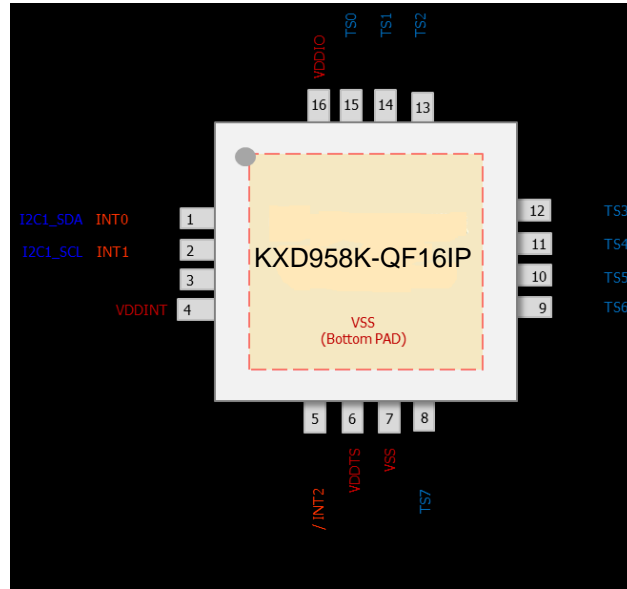 VDDIO
TS0
TS1
TS2
16 15 14 13
I2C1_SDA INT0 1
I2C1_SCL INT1 2
3
VDDINT 4
KXD958K-QF16IP
VSS
(Bottom PAD)
12 TS3
11 TS4
10 TS5
9 TS6
5 6 7 8
/ INT2
VDDTS
VSS
TS7